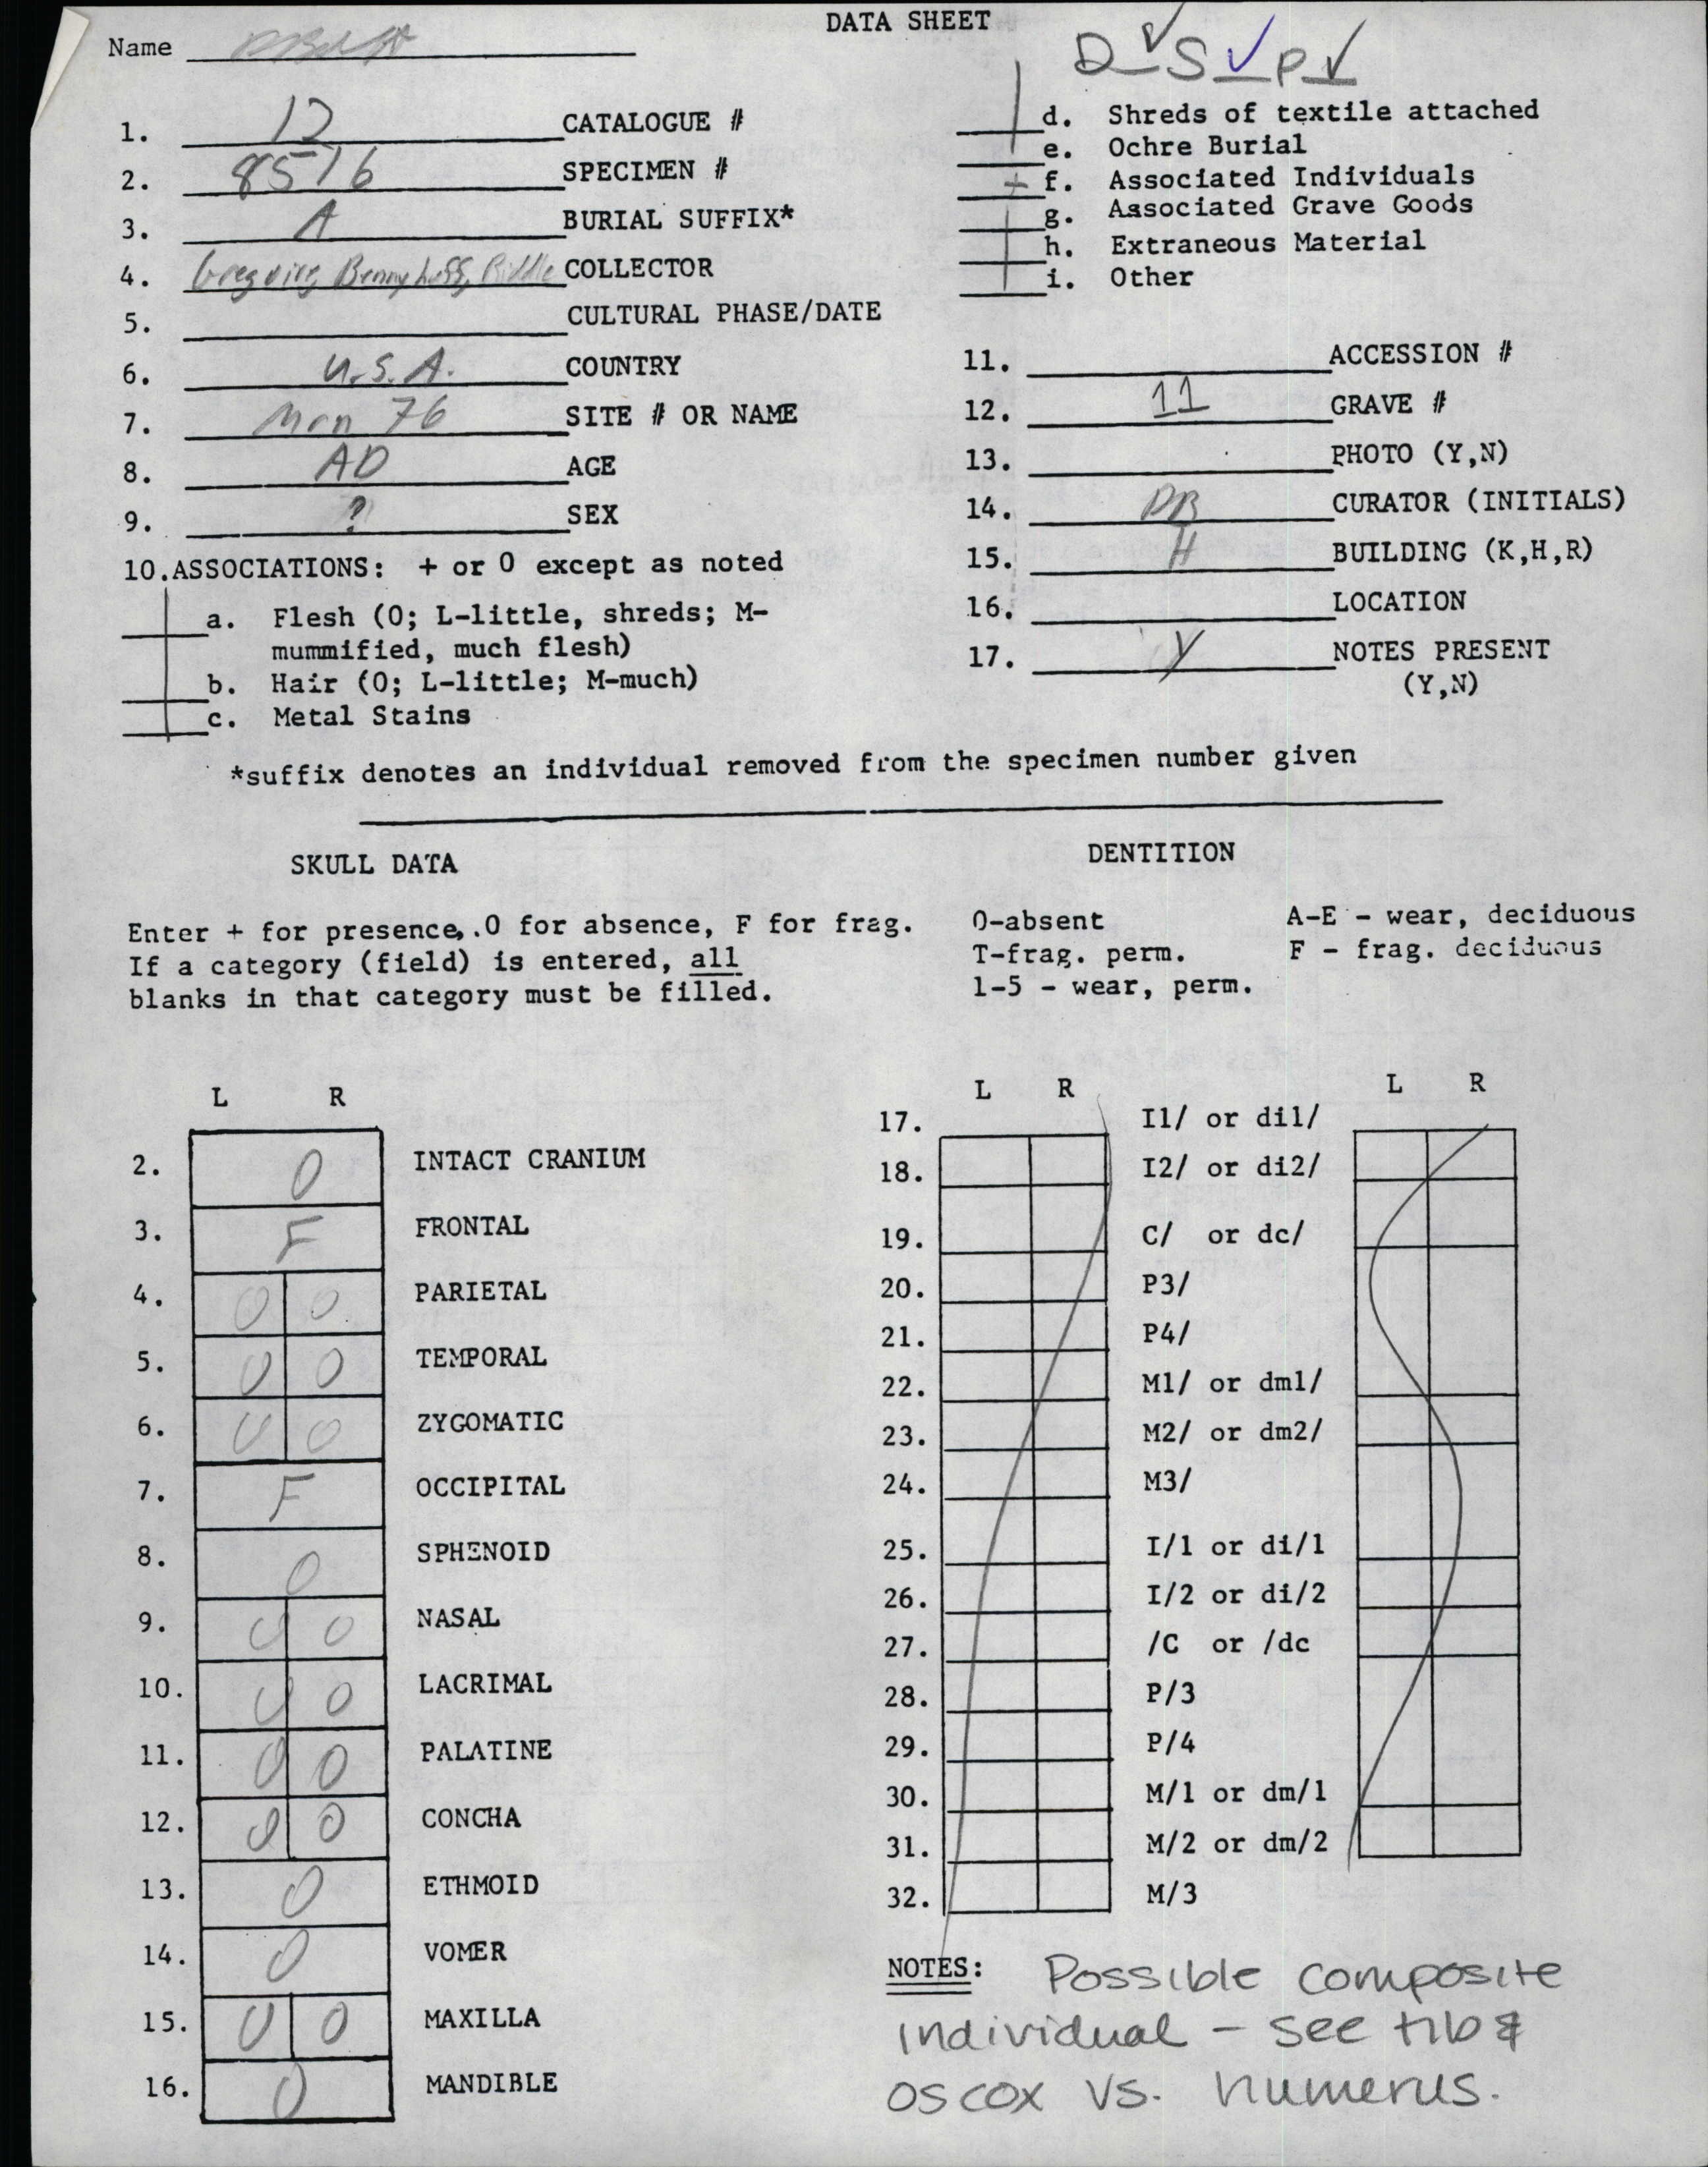 DATA SHEET
Name
D ✓ S ✓ P ✓
1. 12 CATALOGUE #
2. 8516 SPECIMEN #
3. A BURIAL SUFFIX*
4. Gregoire, Bennyhoff, Riddle COLLECTOR
5. CULTURAL PHASE/DATE
6. U.S.A. COUNTRY
7. Mrn 76 SITE # OR NAME
8. AD AGE
9. ? SEX
10.ASSOCIATIONS: + or 0 except as noted
a. Flesh (0; L-little, shreds; M-
mummified, much flesh)
b. Hair (0; L-little; M-much)
c. Metal Stains
d. Shreds of textile attached
e. Ochre Burial
+ f. Associated Individuals
g. Associated Grave Goods
h. Extraneous Material
i. Other
11. ACCESSION #
12. 11 GRAVE #
13. PHOTO (Y,N)
14. DB CURATOR (INITIALS)
15. H BUILDING (K,H,R)
16. LOCATION
17. Y NOTES PRESENT
(Y,N)
*suffix denotes an individual removed from the specimen number given
SKULL DATA
Enter + for presence, 0 for absence, F for frag.
If a category (field) is entered, all
blanks in that category must be filled.
L R
2. 0 INTACT CRANIUM
3. F FRONTAL
4. 0 0 PARIETAL
5. 0 0 TEMPORAL
6. 0 0 ZYGOMATIC
7. F OCCIPITAL
8. 0 SPHENOID
9. 0 0 NASAL
10. 0 0 LACRIMAL
11. 0 0 PALATINE
12. 0 0 CONCHA
13. 0 ETHMOID
14. 0 VOMER
15. 0 0 MAXILLA
16. 0 MANDIBLE
DENTITION
0-absent A-E - wear, deciduous
T-frag. perm. F - frag. deciduous
1-5 - wear, perm.
L R L R
17. I1/ or di1/
18. I2/ or di2/
19. C/ or dc/
20. P3/
21. P4/
22. M1/ or dm1/
23. M2/ or dm2/
24. M3/
25. I/1 or di/1
26. I/2 or di/2
27. /C or /dc
28. P/3
29. P/4
30. M/1 or dm/1
31. M/2 or dm/2
32. M/3
NOTES: Possible composite
individual - see tib &
os cox vs. humerus.